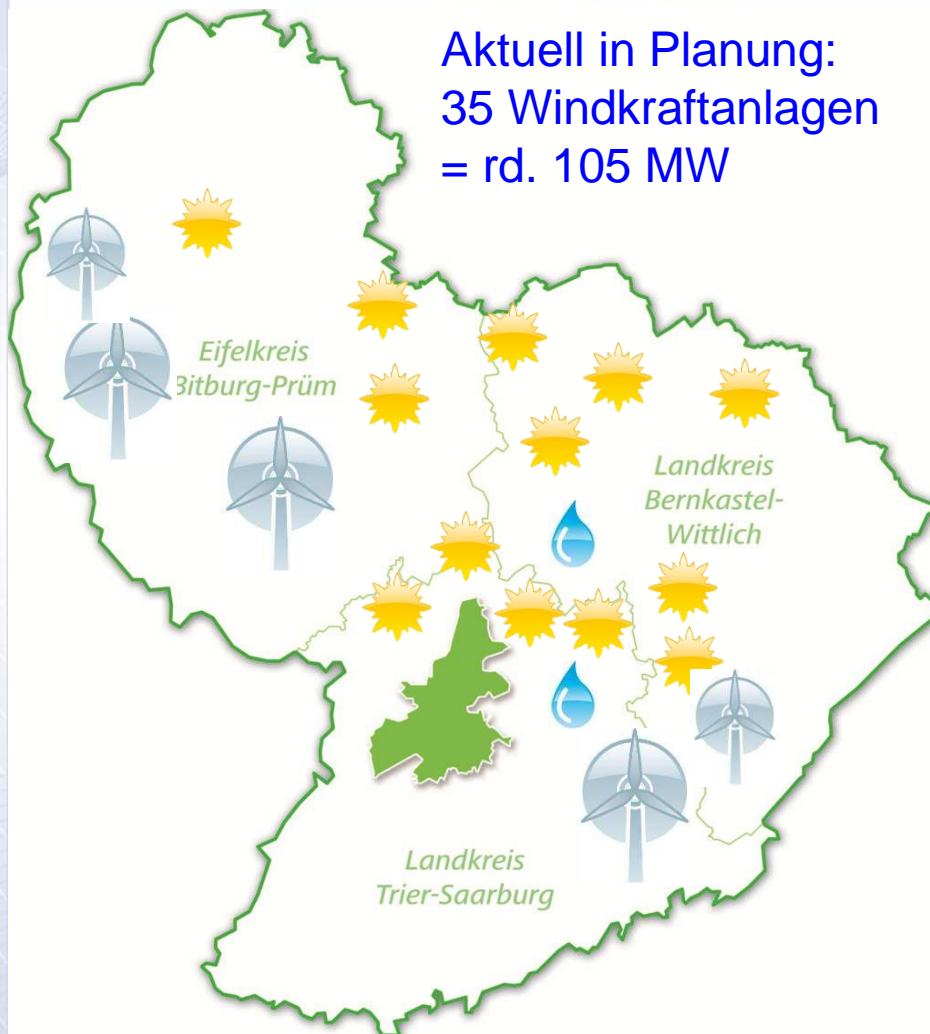 Aktuell in Planung:
35 Windkraftanlagen
= rd. 105 MW
Eifelkreis
Bitburg-Prüm
Landkreis
Bernkastel-
Wittlich
Landkreis
Trier-Saarburg